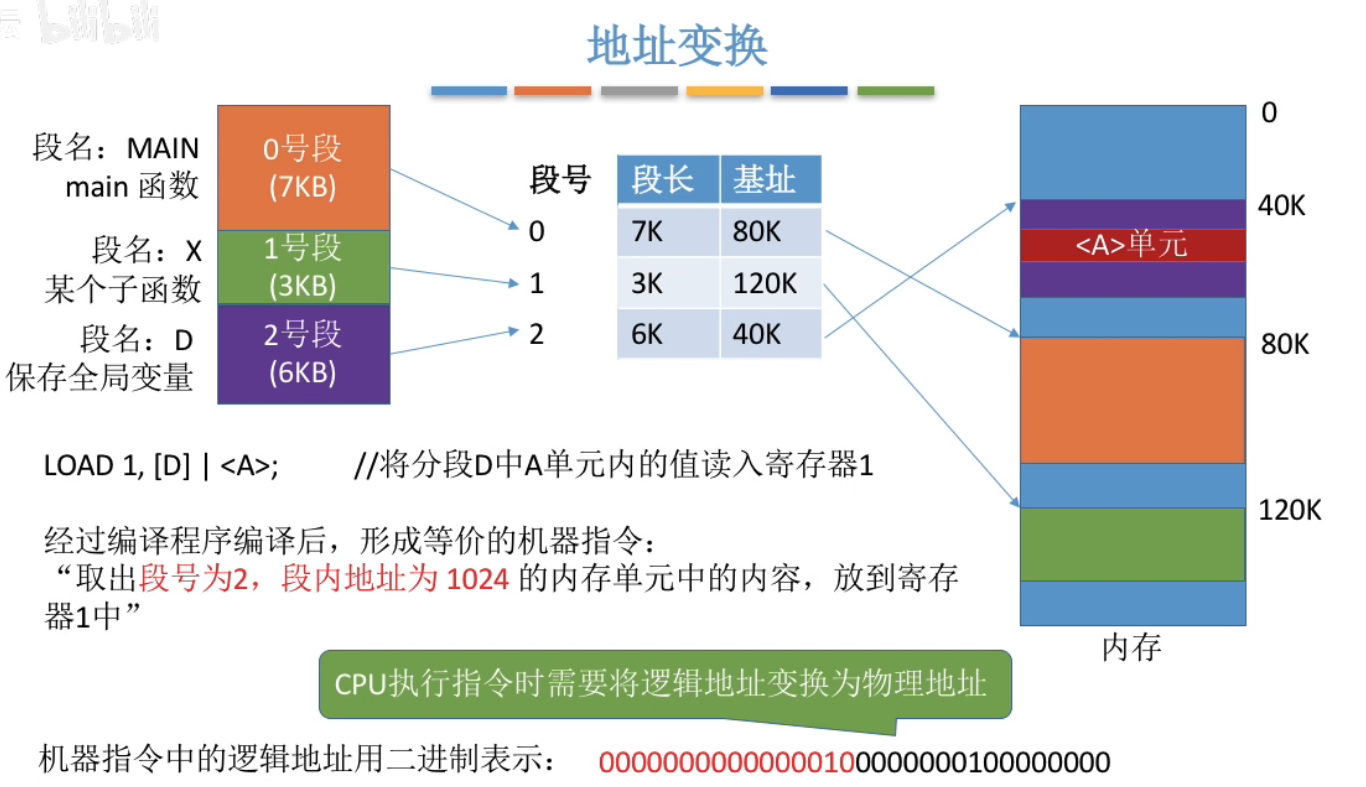 bilibili
地址变换
段名：MAIN
main 函数
0号段
(7KB)
段名：X
某个子函数
1号段
(3KB)
段名：D
保存全局变量
2号段
(6KB)
段号 段长 基址
0 7K 80K
1 3K 120K
2 6K 40K
0
40K
<A>单元
80K
120K
内存
LOAD 1, [D] | <A>; //将分段D中A单元内的值读入寄存器1
经过编译程序编译后，形成等价的机器指令：
“取出段号为2，段内地址为 1024 的内存单元中的内容，放到寄存
器1中”
CPU执行指令时需要将逻辑地址变换为物理地址
机器指令中的逻辑地址用二进制表示： 00000000000000100000000100000000